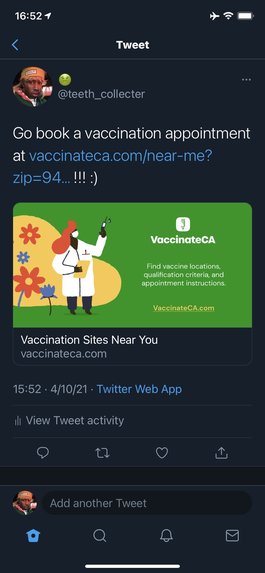 16:52
Tweet
@teeth_collecter
Go book a vaccination appointment
at vaccinateca.com/near-me?
zip=94... !!! :)
VaccinateCA
Find vaccine locations,
qualification criteria, and
appointment instructions.
VaccinateCA.com
Vaccination Sites Near You
vaccinateca.com
15:52 · 4/10/21 · Twitter Web App
View Tweet activity
Add another Tweet